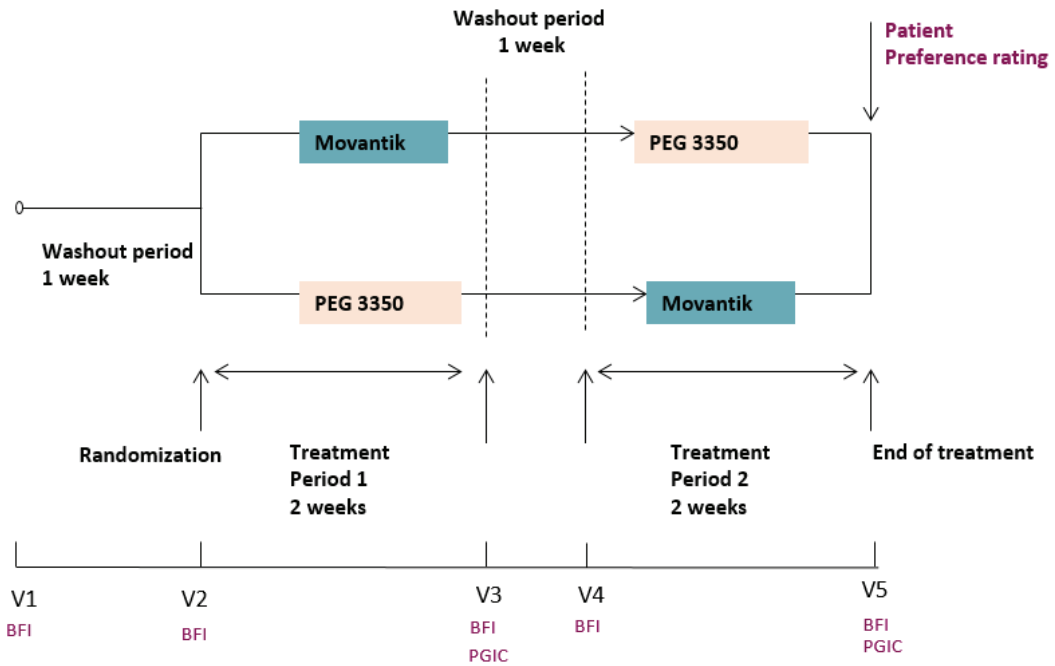 Washout period
1 week
Patient
Preference rating
Movantik
PEG 3350
Washout period
1 week
PEG 3350
Movantik
Randomization
Treatment
Period 1
2 weeks
Treatment
Period 2
2 weeks
End of treatment
V1
V2
V3
V4
V5
BFI
BFI
BFI
PGIC
BFI
BFI
PGIC